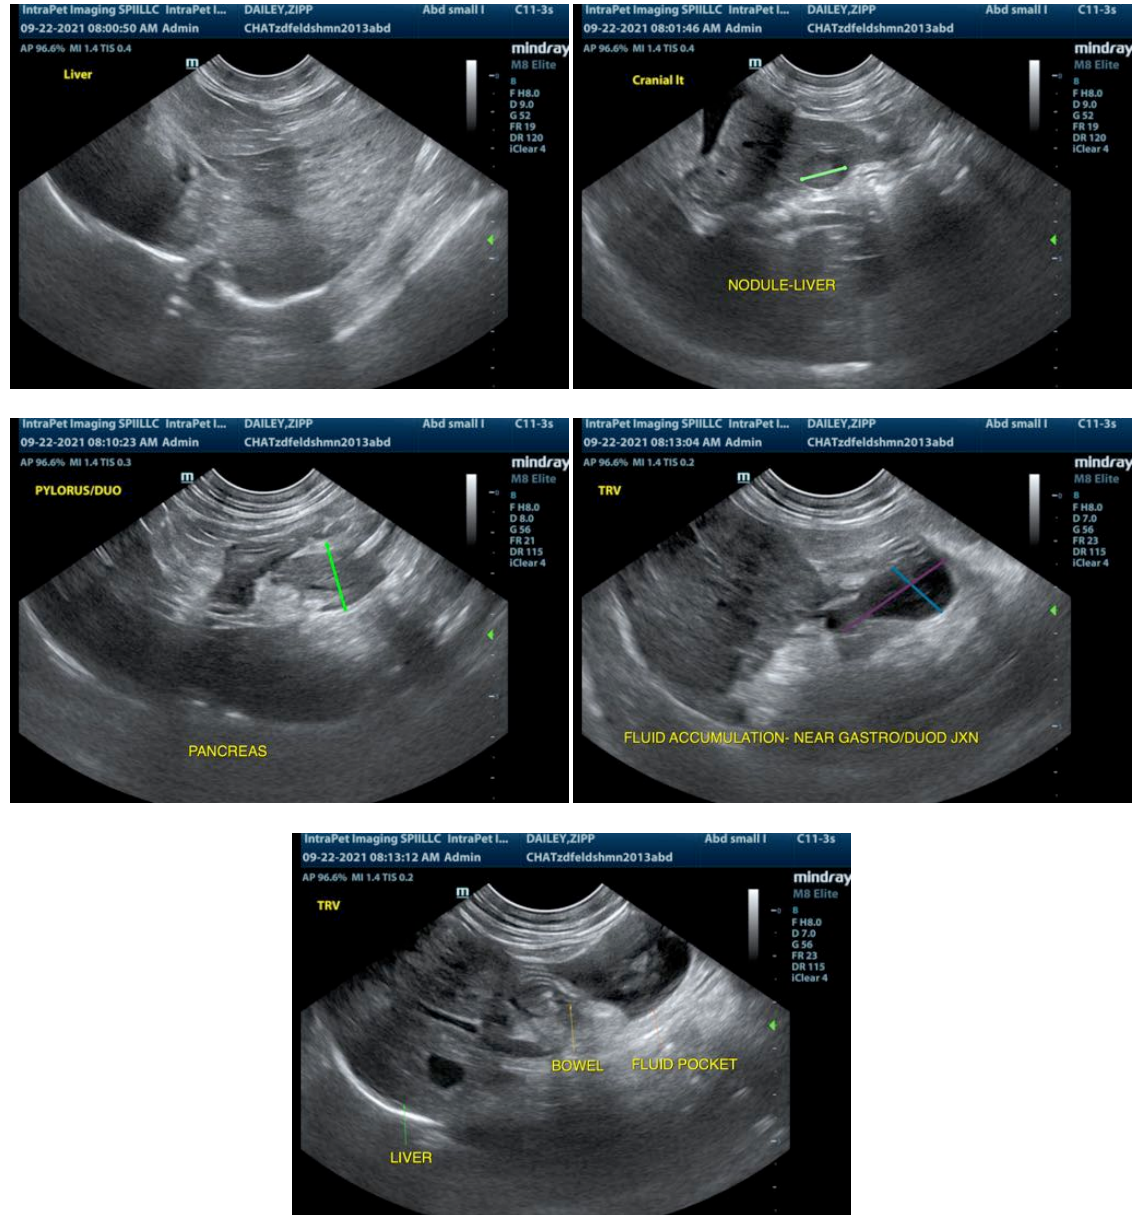 IntraPet Imaging SPIILLC IntraPet I... DAILEY,ZIPP Abd small I C11-3s
09-22-2021 08:00:50 AM Admin CHATzdfeldshmn2013abd
AP 96.6% MI 1.4 TIS 0.4
mindray
M8 Elite
m
Liver
B
F H8.0
D 9.0
G 52
FR 19
DR 120
iClear 4
IntraPet Imaging SPIILLC IntraPet I... DAILEY,ZIPP Abd small I C11-3s
09-22-2021 08:01:46 AM Admin CHATzdfeldshmn2013abd
AP 96.6% MI 1.4 TIS 0.4
mindray
M8 Elite
m
Cranial lt
B
F H8.0
D 9.0
G 52
FR 19
DR 120
iClear 4
NODULE-LIVER
IntraPet Imaging SPIILLC IntraPet I... DAILEY,ZIPP Abd small I C11-3s
09-22-2021 08:10:23 AM Admin CHATzdfeldshmn2013abd
AP 96.6% MI 1.4 TIS 0.3
mindray
M8 Elite
m
PYLORUS/DUO
B
F H8.0
D 8.0
G 56
FR 21
DR 115
iClear 4
PANCREAS
IntraPet Imaging SPIILLC IntraPet I... DAILEY,ZIPP Abd small I C11-3s
09-22-2021 08:13:04 AM Admin CHATzdfeldshmn2013abd
AP 96.6% MI 1.4 TIS 0.2
mindray
M8 Elite
m
TRV
B
F H8.0
D 7.0
G 56
FR 23
DR 115
iClear 4
FLUID ACCUMULATION- NEAR GASTRO/DUOD JXN
IntraPet Imaging SPIILLC IntraPet I... DAILEY,ZIPP Abd small I C11-3s
09-22-2021 08:13:12 AM Admin CHATzdfeldshmn2013abd
AP 96.6% MI 1.4 TIS 0.2
mindray
M8 Elite
m
TRV
B
F H8.0
D 7.0
G 56
FR 23
DR 115
iClear 4
BOWEL
FLUID POCKET
LIVER